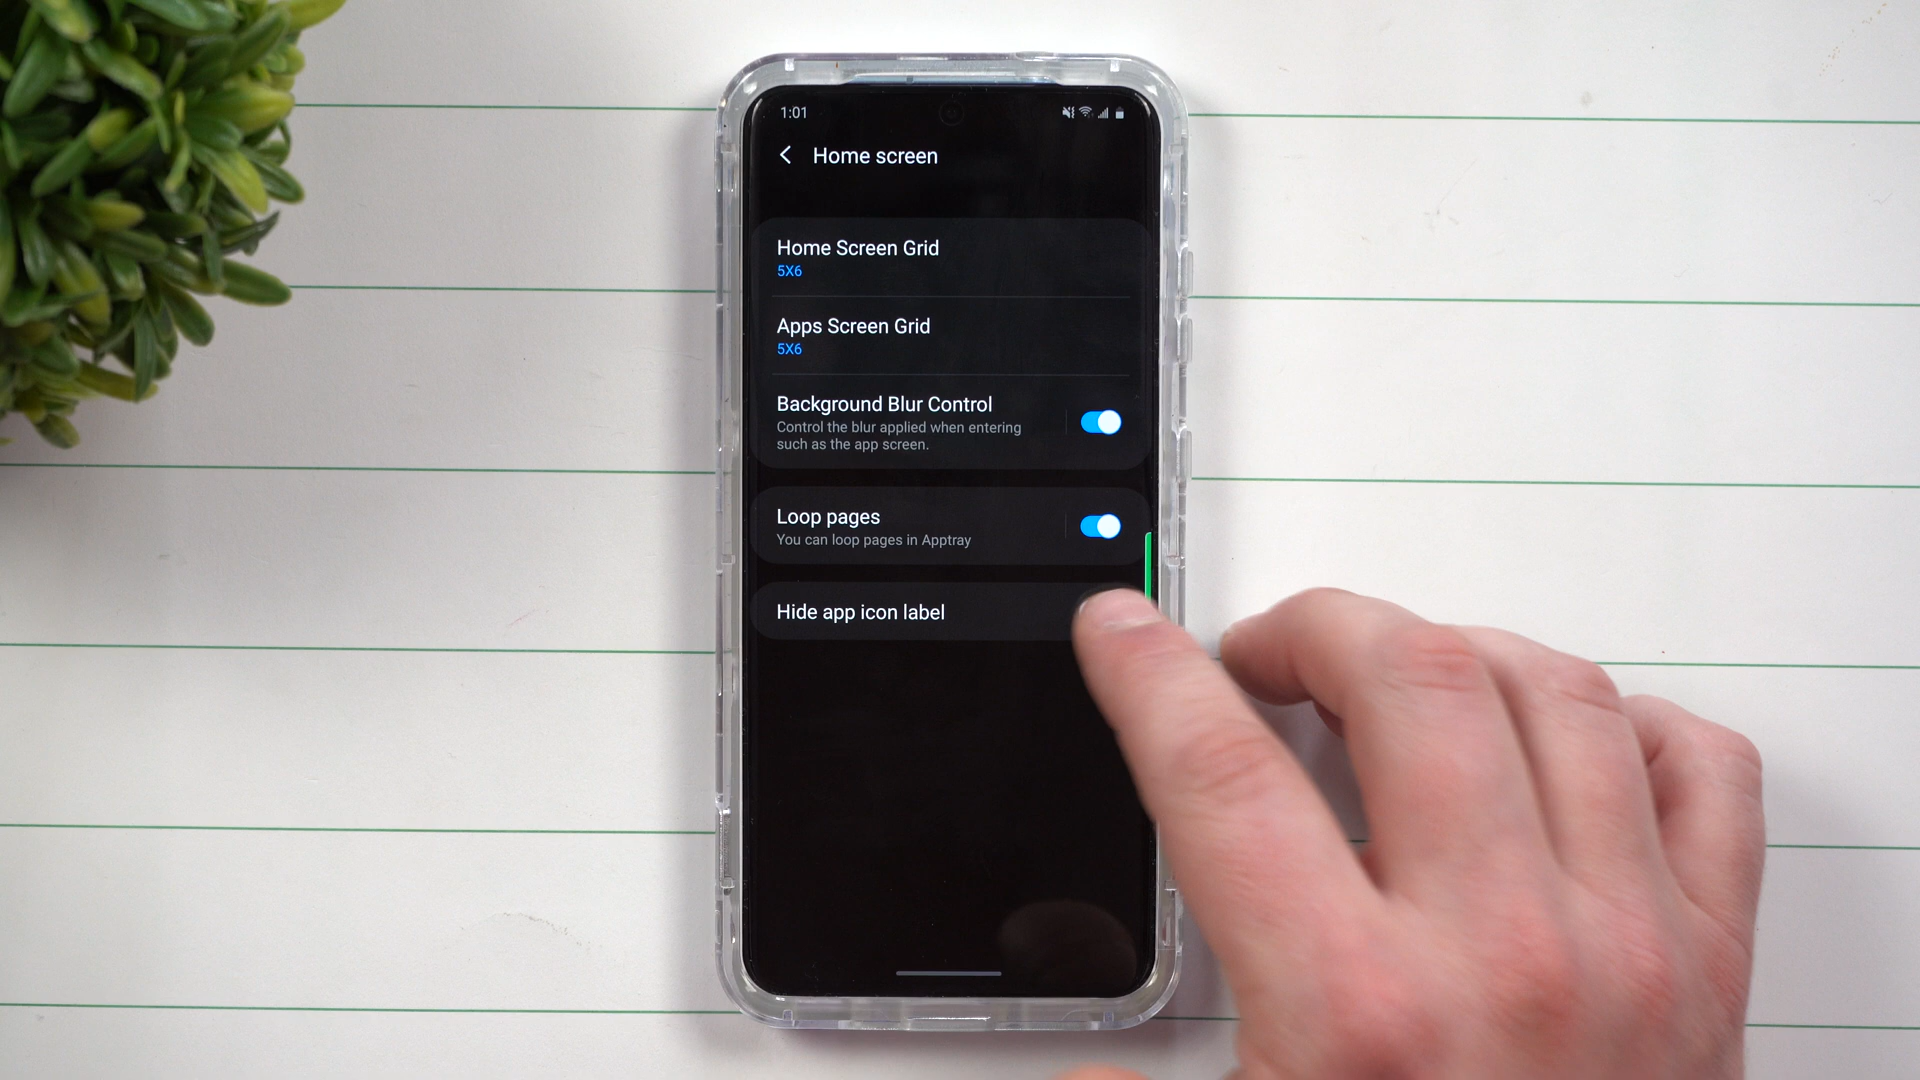 1:01
Home screen
Home Screen Grid
5X6
Apps Screen Grid
5X6
Background Blur Control
Control the blur applied when entering
such as the app screen.
Loop pages
You can loop pages in Apptray
Hide app icon label